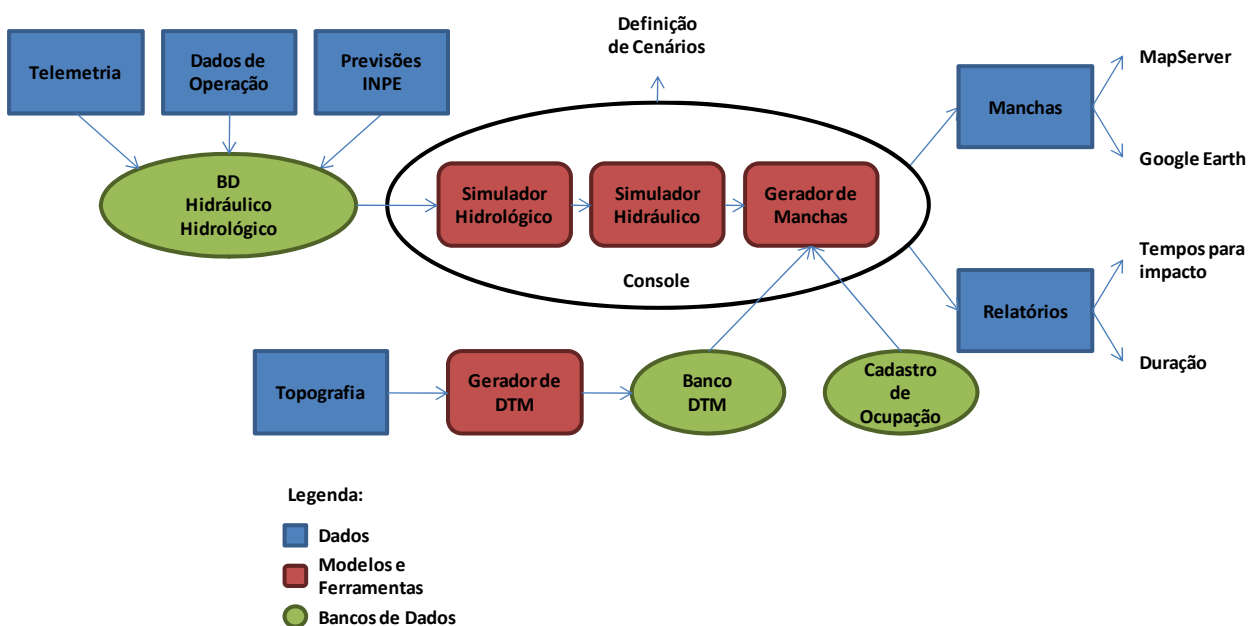 Definição
de Cenários
Telemetria
Dados de
Operação
Previsões
INPE
MapServer
Manchas
Google Earth
BD
Hidráulico
Hidrológico
Simulador
Hidrológico
Simulador
Hidráulico
Gerador de
Manchas
Console
Tempos para
impacto
Relatórios
Duração
Topografia
Gerador de
DTM
Banco
DTM
Cadastro
de
Ocupação
Legenda:
Dados
Modelos e
Ferramentas
Bancos de Dados